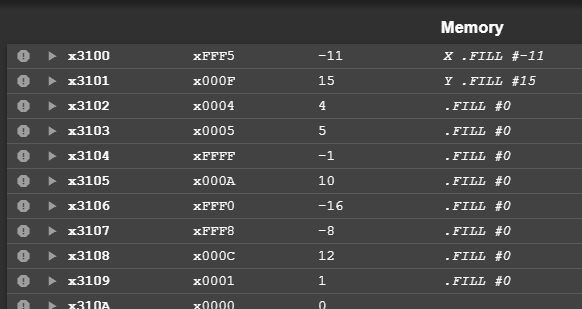 Memory
x3100 xFFF5 -11 X .FILL #-11
x3101 x000F 15 Y .FILL #15
x3102 x0004 4 .FILL #0
x3103 x0005 5 .FILL #0
x3104 xFFFF -1 .FILL #0
x3105 x000A 10 .FILL #0
x3106 xFFF0 -16 .FILL #0
x3107 xFFF8 -8 .FILL #0
x3108 x000C 12 .FILL #0
x3109 x0001 1 .FILL #0
x310A x0000 0